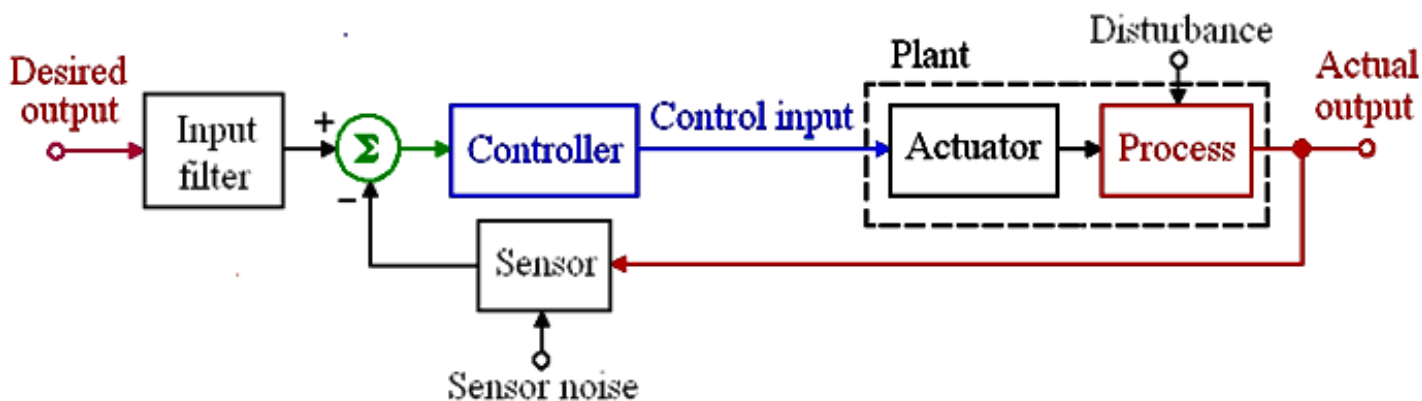 Disturbance
Plant
Desired
output
Actual
output
Input
filter
+
Σ
−
Controller
Control input
Actuator
Process
Sensor
Sensor noise